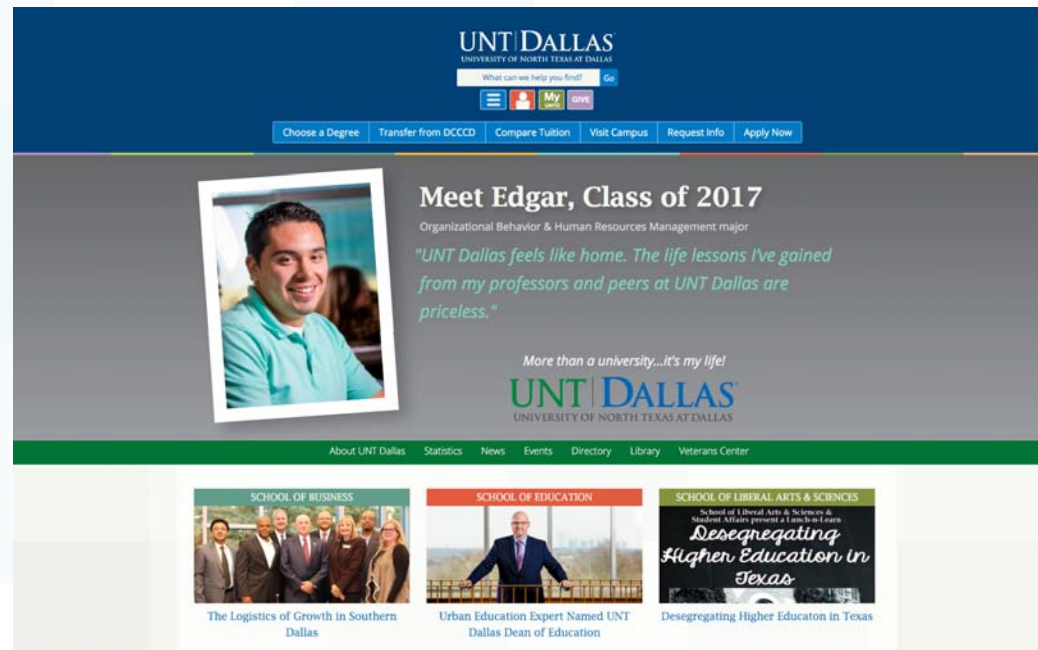 UNT DALLAS
UNIVERSITY OF NORTH TEXAS AT DALLAS
What can we help you find? Go
My UNTD GIVE
Choose a Degree Transfer from DCCCD Compare Tuition Visit Campus Request Info Apply Now
Meet Edgar, Class of 2017
Organizational Behavior & Human Resources Management major
"UNT Dallas feels like home. The life lessons I've gained
from my professors and peers at UNT Dallas are
priceless."
More than a university...it's my life!
UNT DALLAS
UNIVERSITY OF NORTH TEXAS AT DALLAS
About UNT Dallas Statistics News Events Directory Library Veterans Center
SCHOOL OF BUSINESS SCHOOL OF EDUCATION SCHOOL OF LIBERAL ARTS & SCIENCES
School of Liberal Arts & Sciences &
Student Affairs present a Lunch-n-Learn
Desegregating
Higher Education in
Texas
The Logistics of Growth in Southern
Dallas
Urban Education Expert Named UNT
Dallas Dean of Education
Desegregating Higher Educaton in Texas